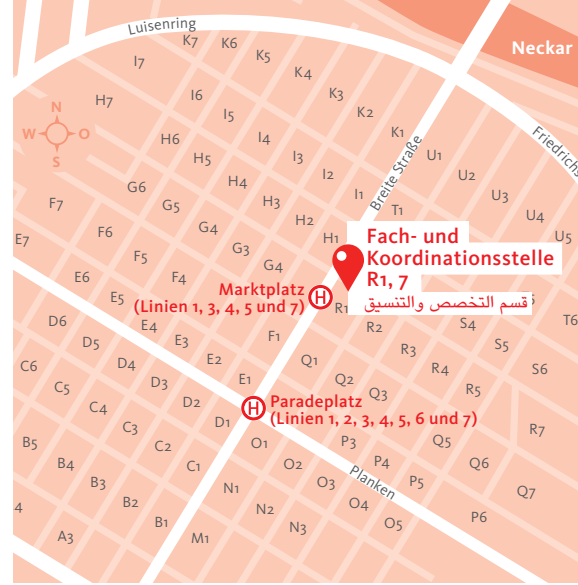 Luisenring
Neckar
Friedrichs
K7
K6
K5
K4
K3
K2
K1
I7
I6
I5
I4
I3
I2
I1
H7
H6
H5
H4
H3
H2
H1
U1
U2
U3
U4
U5
T1
Breite Straße
N
W
O
S
G6
G5
G4
G3
G4
F7
F6
F5
F4
Fach- und
Koordinationsstelle
R1, 7
قسم التخصص والتنسيق
Marktplatz
(Linien 1, 3, 4, 5 und 7)
H
E7
E6
E5
E4
E3
E2
E1
F1
R1
R2
R3
R4
R5
R7
S4
S5
S6
T6
D6
D5
D4
D3
D2
D1
Q1
Q2
Q3
Q5
Q6
Q7
H
Paradeplatz
(Linien 1, 2, 3, 4, 5, 6 und 7)
C6
C5
C4
C3
C2
C1
O1
O2
O3
O4
O5
P3
P4
P5
P6
Planken
B5
B4
B3
B2
B1
N1
N2
N3
4
A3
M1